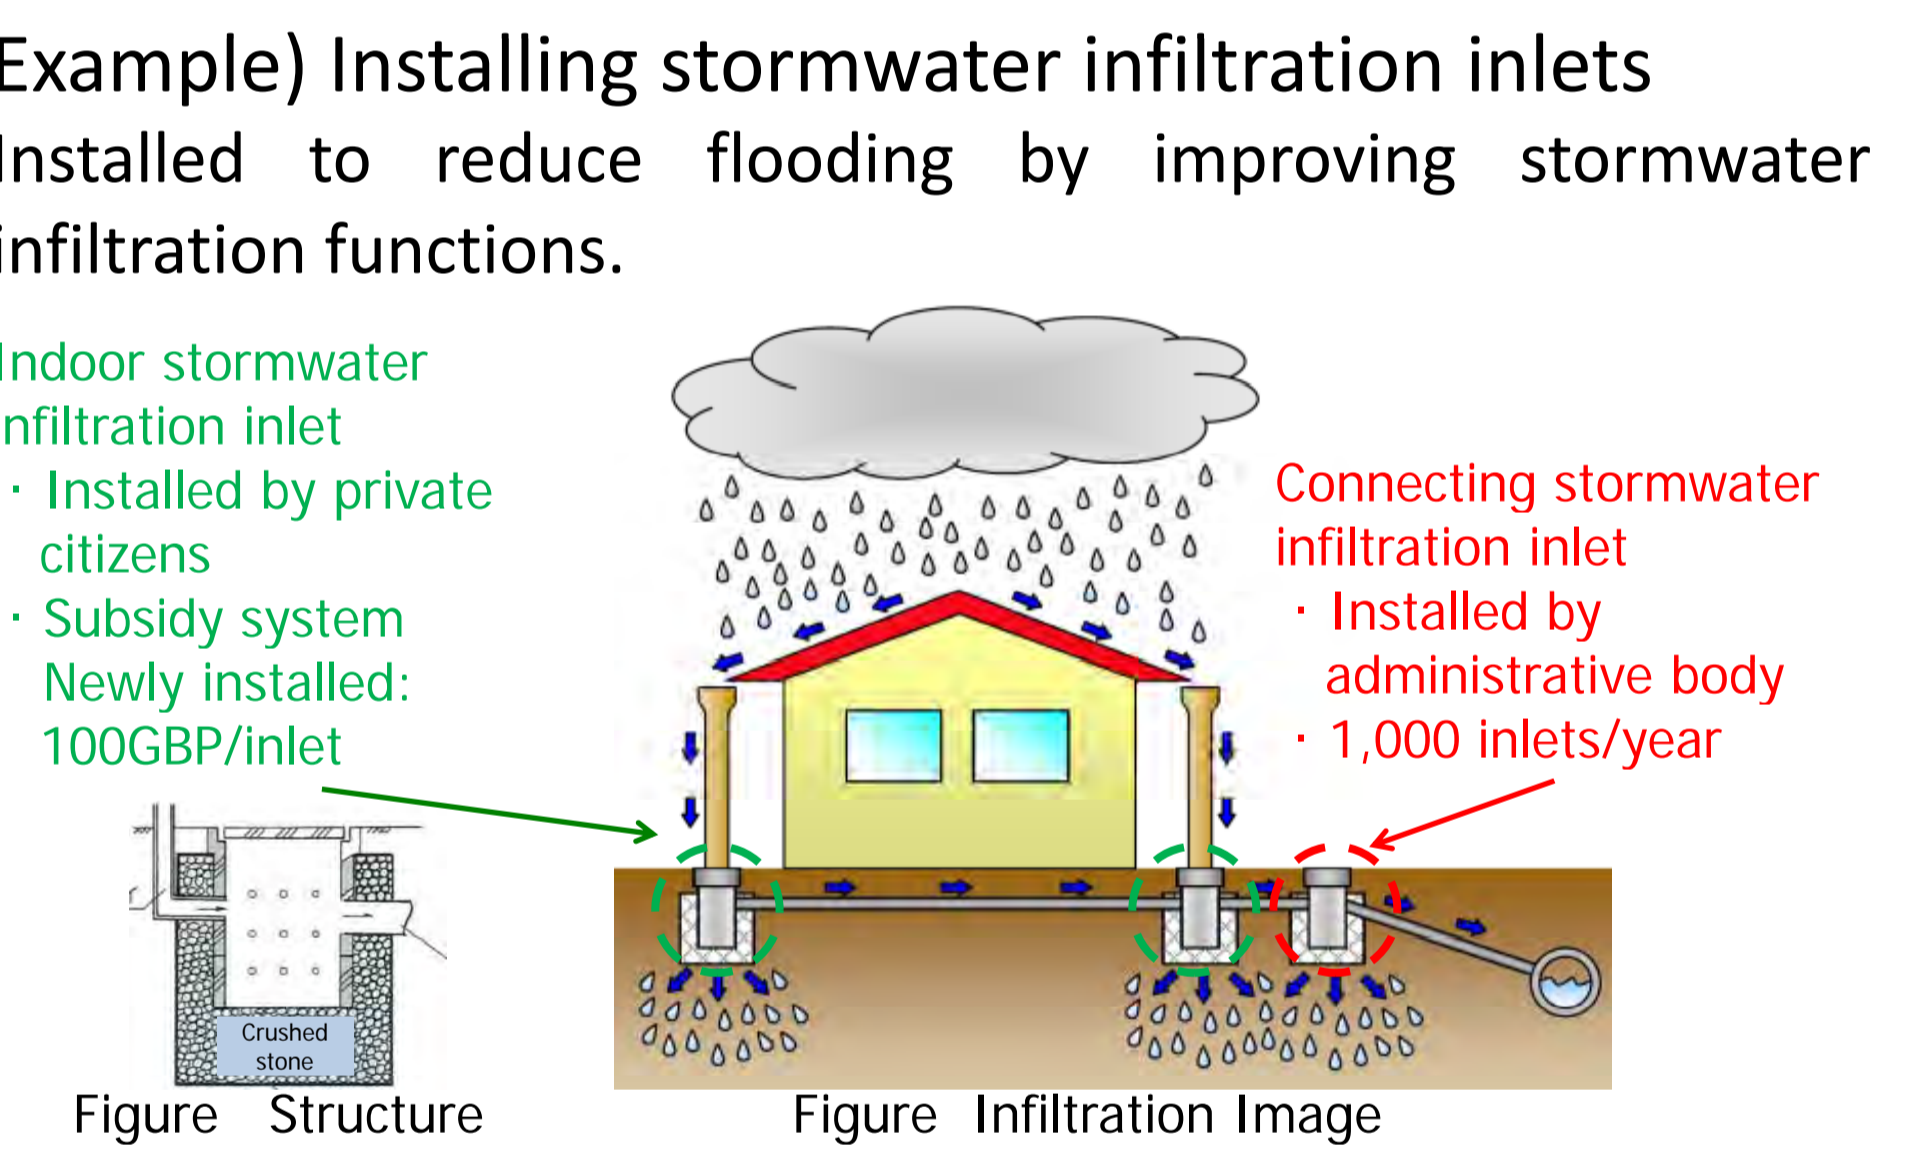 Example) Installing stormwater infiltration inlets
Installed to reduce flooding by improving stormwater
infiltration functions.
Indoor stormwater
infiltration inlet
・Installed by private
citizens
・Subsidy system
Newly installed:
100GBP/inlet
Connecting stormwater
infiltration inlet
・Installed by
administrative body
・1,000 inlets/year
Crushed
stone
Figure Structure
Figure Infiltration Image